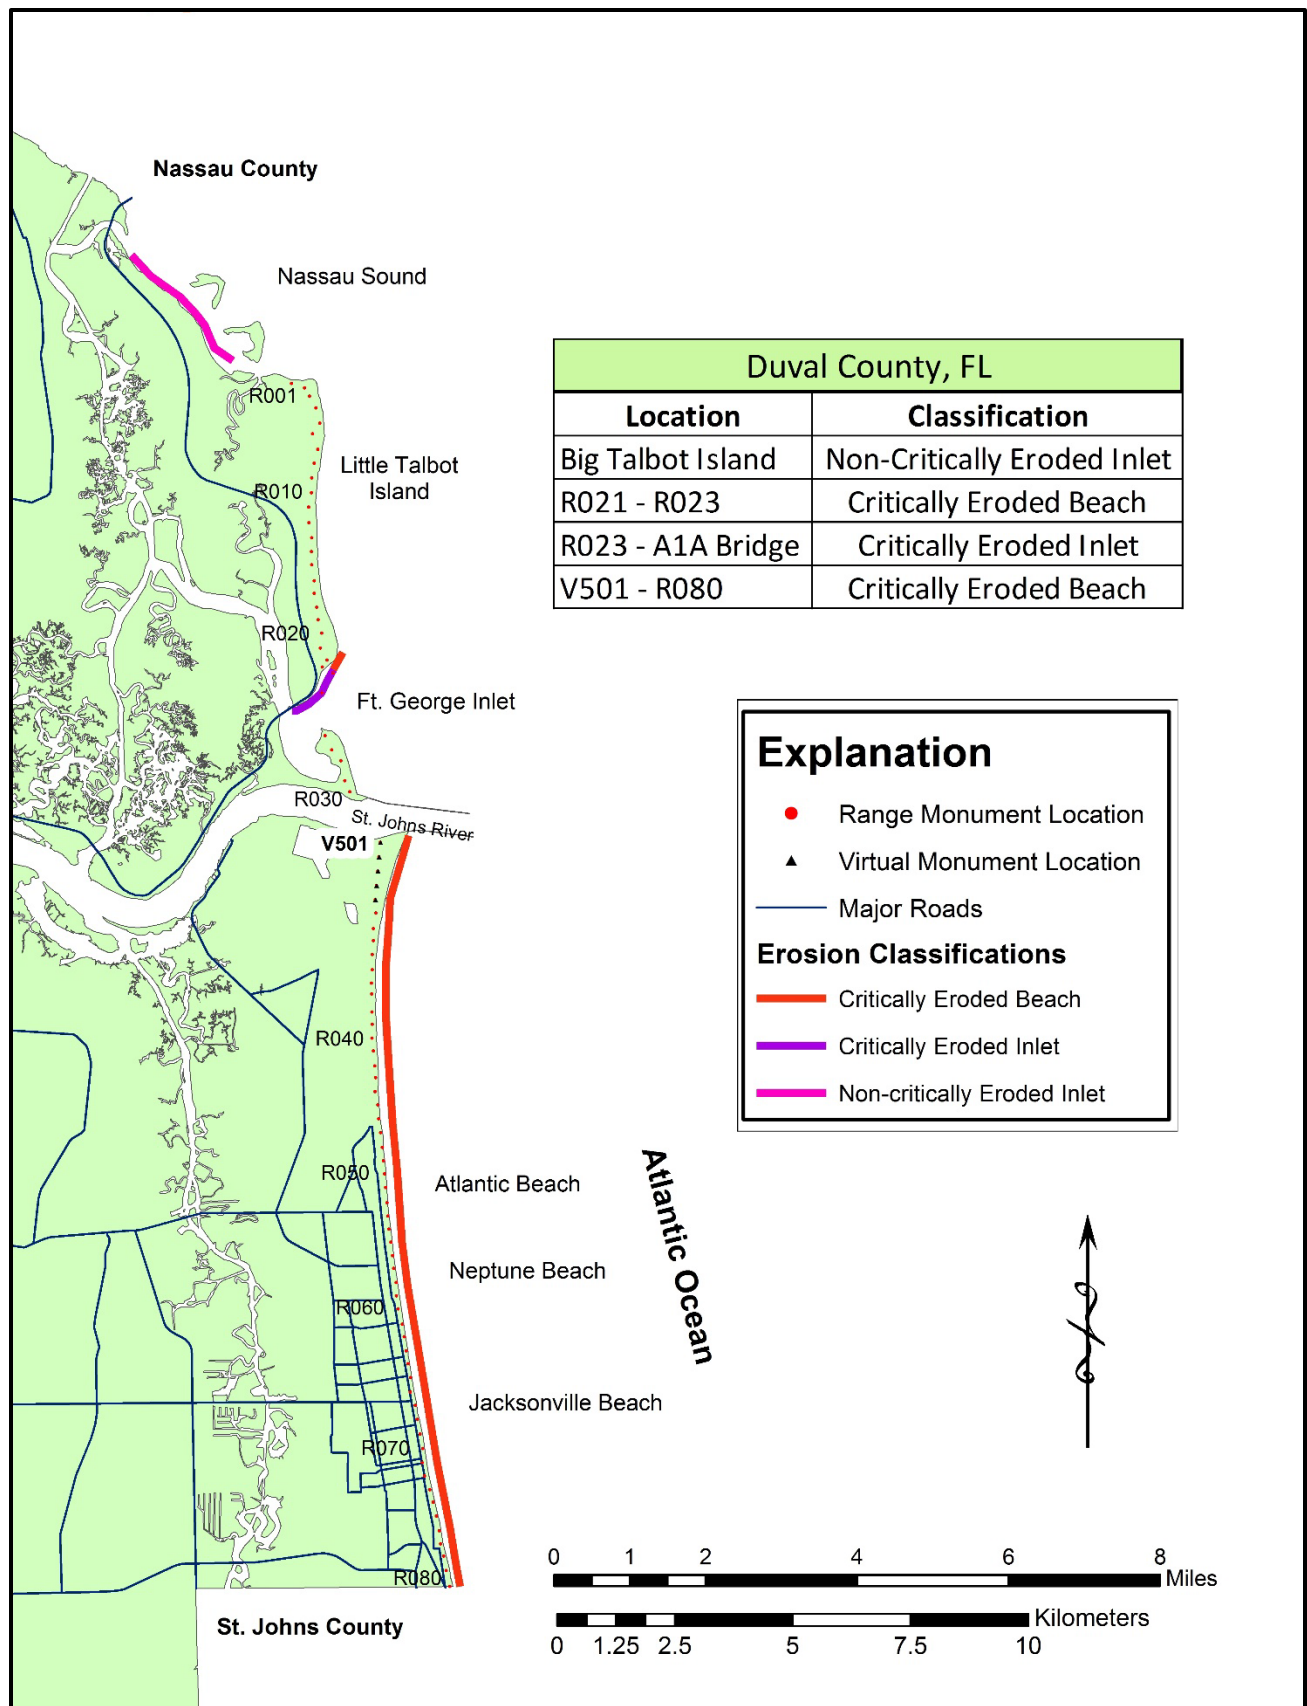 Nassau County
Nassau Sound
R001
Little Talbot
Island
R010
R020
Ft. George Inlet
R030
St. Johns River
V501
R040
R050
Atlantic Beach
Neptune Beach
R060
Jacksonville Beach
R070
R080
St. Johns County
Atlantic Ocean
Duval County, FL
Location Classification
Big Talbot Island Non-Critically Eroded Inlet
R021 - R023 Critically Eroded Beach
R023 - A1A Bridge Critically Eroded Inlet
V501 - R080 Critically Eroded Beach
Explanation
Range Monument Location
Virtual Monument Location
Major Roads
Erosion Classifications
Critically Eroded Beach
Critically Eroded Inlet
Non-critically Eroded Inlet
0 1 2 4 6 8
Miles
Kilometers
0 1.25 2.5 5 7.5 10